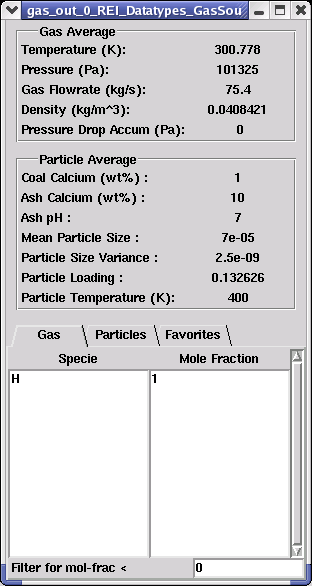 gas_out_0_REI_Datatypes_GasSou
Gas Average
Temperature (K): 300.778
Pressure (Pa): 101325
Gas Flowrate (kg/s): 75.4
Density (kg/m^3): 0.0408421
Pressure Drop Accum (Pa): 0
Particle Average
Coal Calcium (wt%) : 1
Ash Calcium (wt%) : 10
Ash pH : 7
Mean Particle Size : 7e-05
Particle Size Variance : 2.5e-09
Particle Loading : 0.132626
Particle Temperature (K): 400
Gas Particles Favorites
Specie Mole Fraction
H 1
Filter for mol-frac < 0